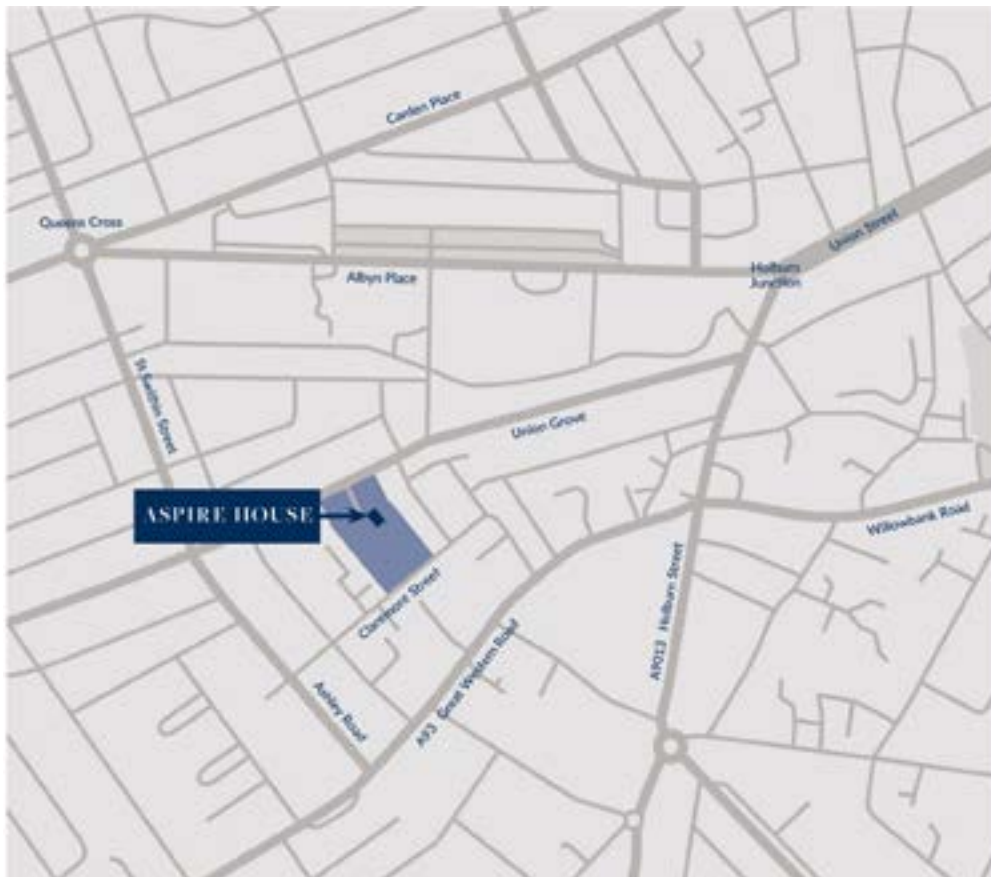 Carden Place
Queens Cross
Union Street
Albyn Place
Holburn
Junction
St Swithin Street
Union Grove
ASPIRE HOUSE
Willowbank Road
Claremont Street
A9013 Holburn Street
Ashley Road
A93 Great Western Road